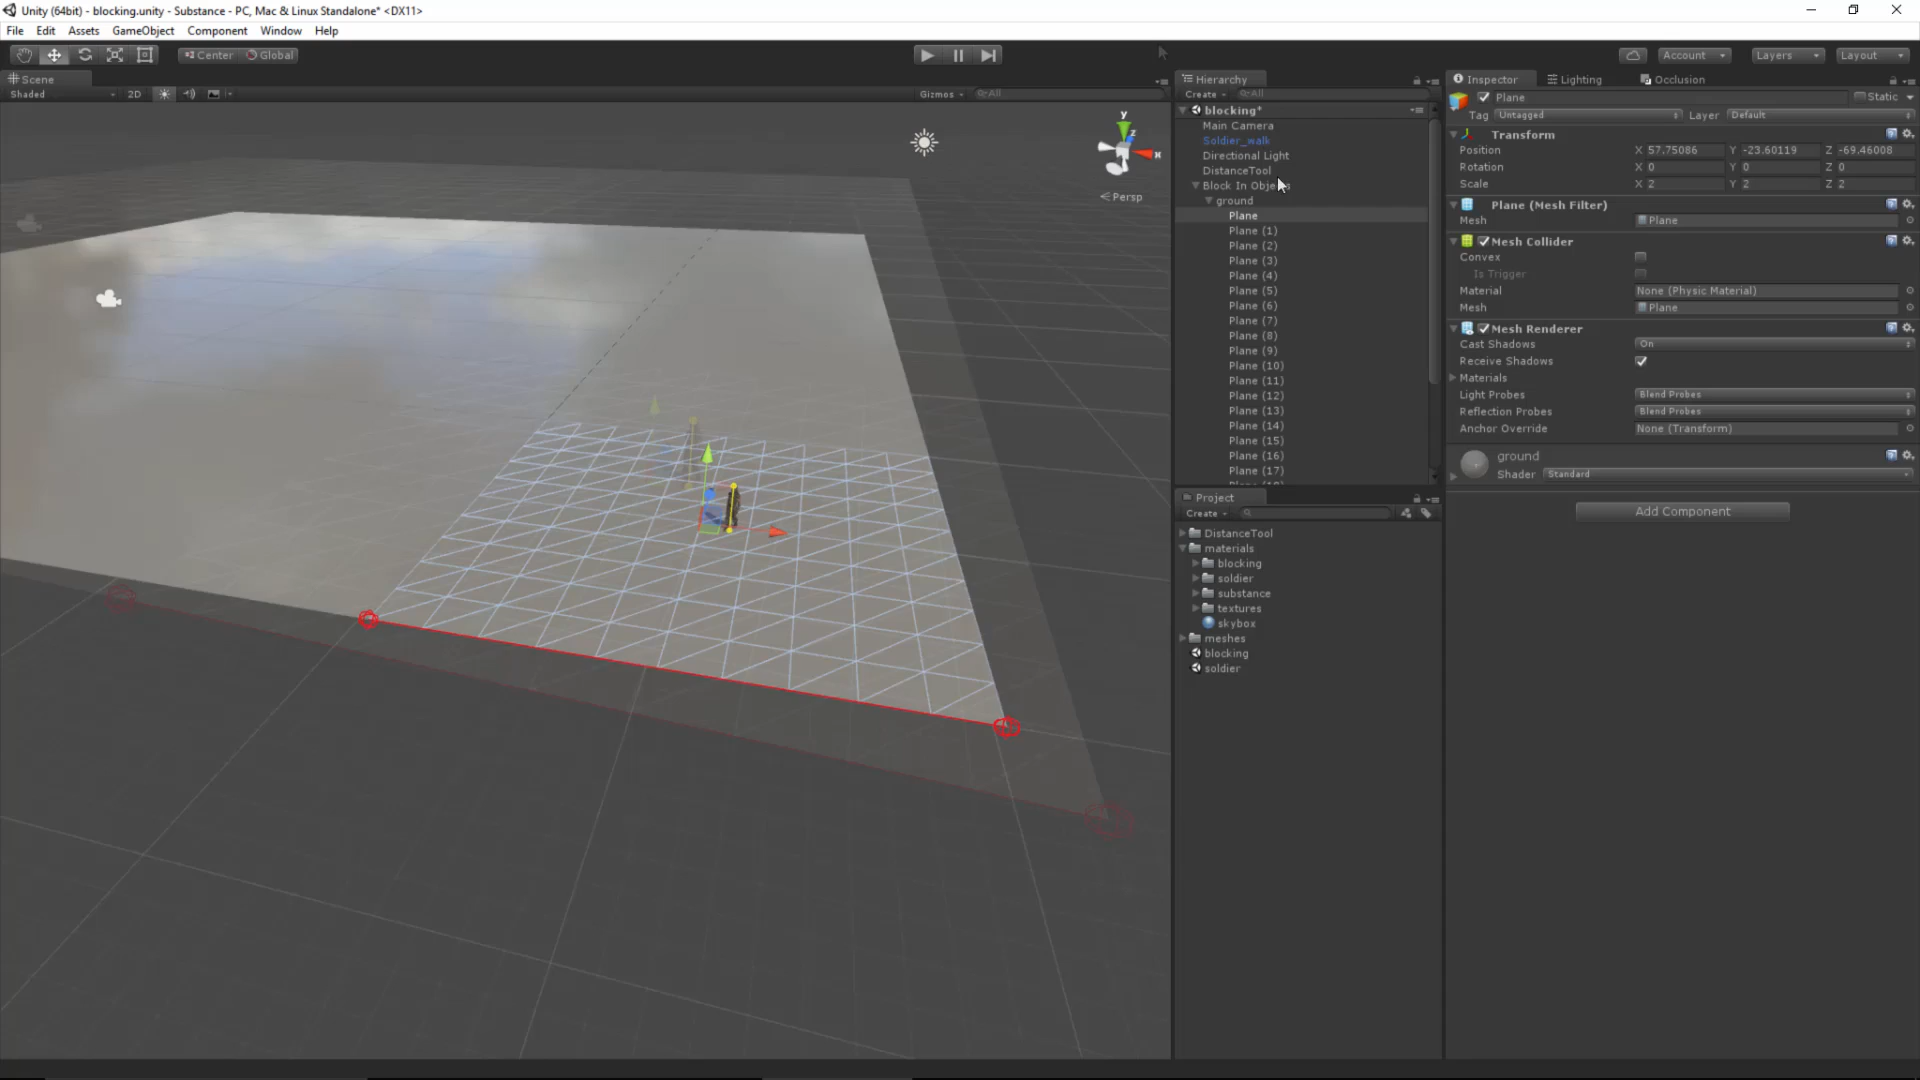 Unity (64bit) - blocking.unity - Substance - PC, Mac & Linux Standalone* <DX11>
File Edit Assets GameObject Component Window Help
Center Global Account Layers Layout
Scene
Shaded 2D Gizmos All
y
z
x
Persp
Hierarchy
Create All
blocking*
Main Camera
Soldier_walk
Directional Light
DistanceTool
Block In Obje s
ground
Plane
Plane (1)
Plane (2)
Plane (3)
Plane (4)
Plane (5)
Plane (6)
Plane (7)
Plane (8)
Plane (9)
Plane (10)
Plane (11)
Plane (12)
Plane (13)
Plane (14)
Plane (15)
Plane (16)
Plane (17)
Project
Create
DistanceTool
materials
blocking
soldier
substance
textures
skybox
meshes
blocking
soldier
Inspector Lighting Occlusion
Plane Static
Tag Untagged Layer Default
Transform
Position X 57.75086 Y -23.60119 Z -69.46008
Rotation X 0 Y 0 Z 0
Scale X 2 Y 2 Z 2
Plane (Mesh Filter)
Mesh Plane
Mesh Collider
Convex
Is Trigger
Material None (Physic Material)
Mesh Plane
Mesh Renderer
Cast Shadows On
Receive Shadows
Materials
Light Probes Blend Probes
Reflection Probes Blend Probes
Anchor Override None (Transform)
ground
Shader Standard
Add Component